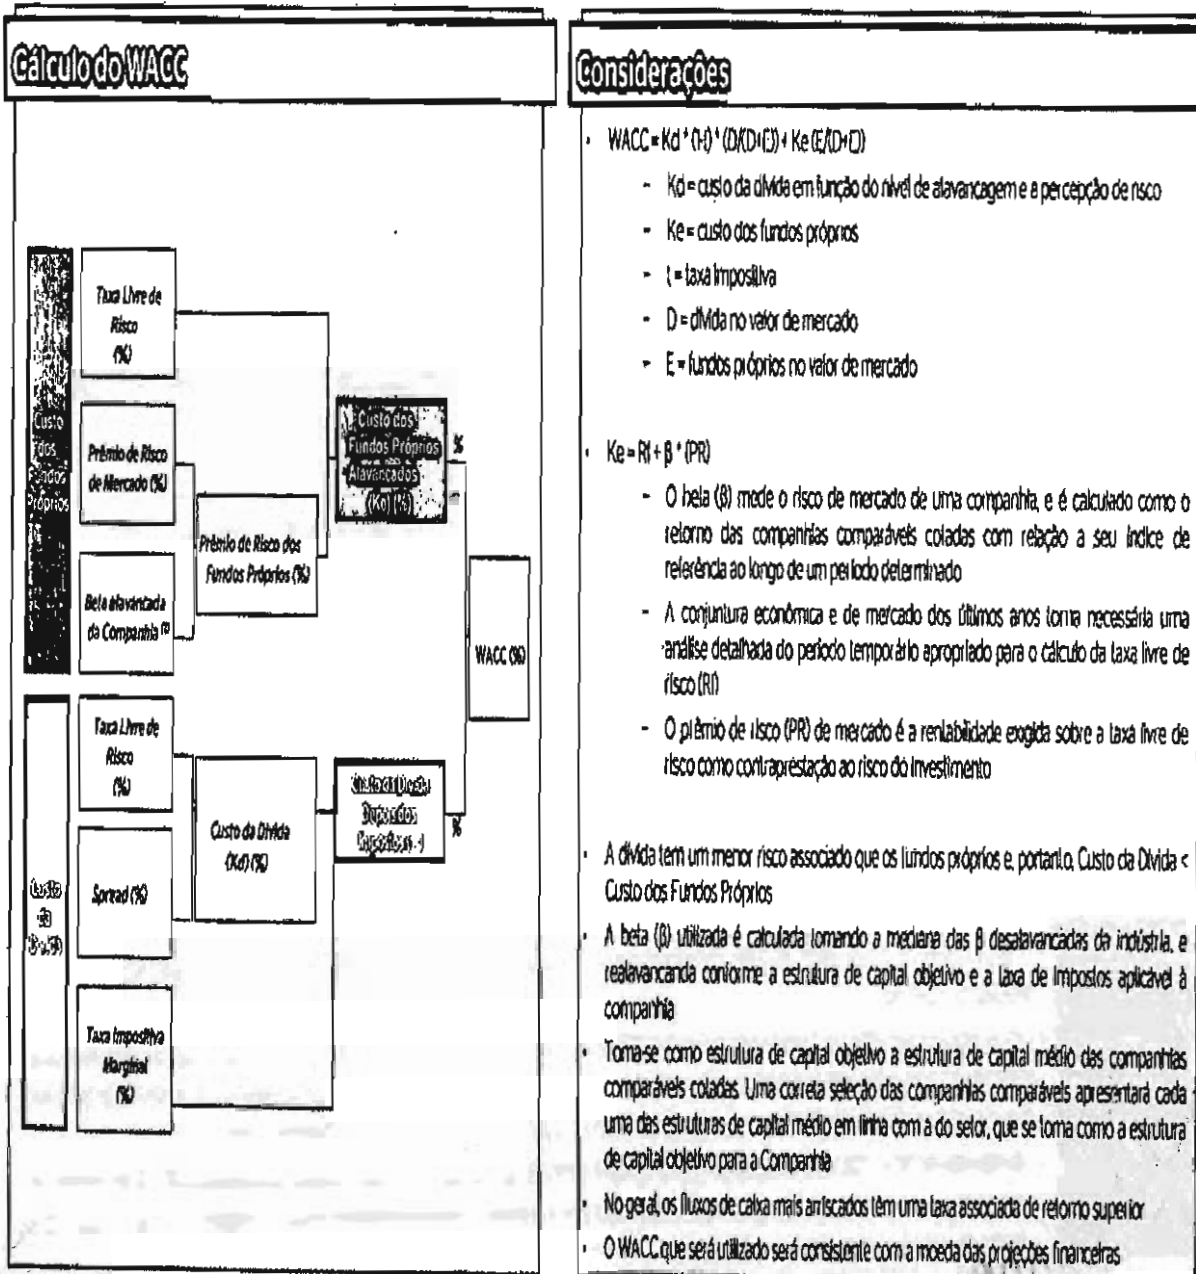 Cálculo do WACC
Taxa Livre de
Risco
(%)
Prêmio de Risco
de Mercado (%)
Beta alavancada
da Companhia
Custo
dos
Fundos
Próprios
Prêmio de Risco dos
Fundos Próprios (%)
Custo dos
Fundos Próprios
Alavancados
%
WACC (%)
Taxa Livre de
Risco
(%)
Spread (%)
Taxa Impositiva
Marginal
(%)
Custo
da
Custo da Dívida
(Kd) (%)
%
Considerações
· WACC = Kd * (1-t) * (D/(D+E)) + Ke (E/(D+E))
- Kd = custo da dívida em função do nível de alavancagem e a percepção de risco
- Ke = custo dos fundos próprios
- t = taxa impositiva
- D = dívida no valor de mercado
- E = fundos próprios no valor de mercado
· Ke = Rf + β * (PR)
- O beta (β) mede o risco de mercado de uma companhia, e é calculado como o
retorno das companhias comparáveis cotadas com relação a seu índice de
referência ao longo de um período determinado
- A conjuntura econômica e de mercado dos últimos anos torna necessária uma
análise detalhada do período temporário apropriado para o cálculo da taxa livre de
risco (Rf)
- O prêmio de risco (PR) de mercado é a rentabilidade exigida sobre a taxa livre de
risco como contraprestação ao risco do investimento
· A dívida tem um menor risco associado que os fundos próprios e, portanto, Custo da Dívida <
Custo dos Fundos Próprios
· A beta (β) utilizada é calculada tomando a mediana das β desalavancadas da indústria, e
realavancanda conforme a estrutura de capital objetivo e a taxa de impostos aplicável à
companhia
· Toma-se como estrutura de capital objetivo a estrutura de capital médio das companhias
comparáveis cotadas. Uma correta seleção das companhias comparáveis apresentará cada
uma das estruturas de capital médio em linha com a do setor, que se toma como a estrutura
de capital objetivo para a Companhia
· No geral, os fluxos de caixa mais arriscados têm uma taxa associada de retorno superior
· O WACC que será utilizado será consistente com a moeda das projeções financeiras